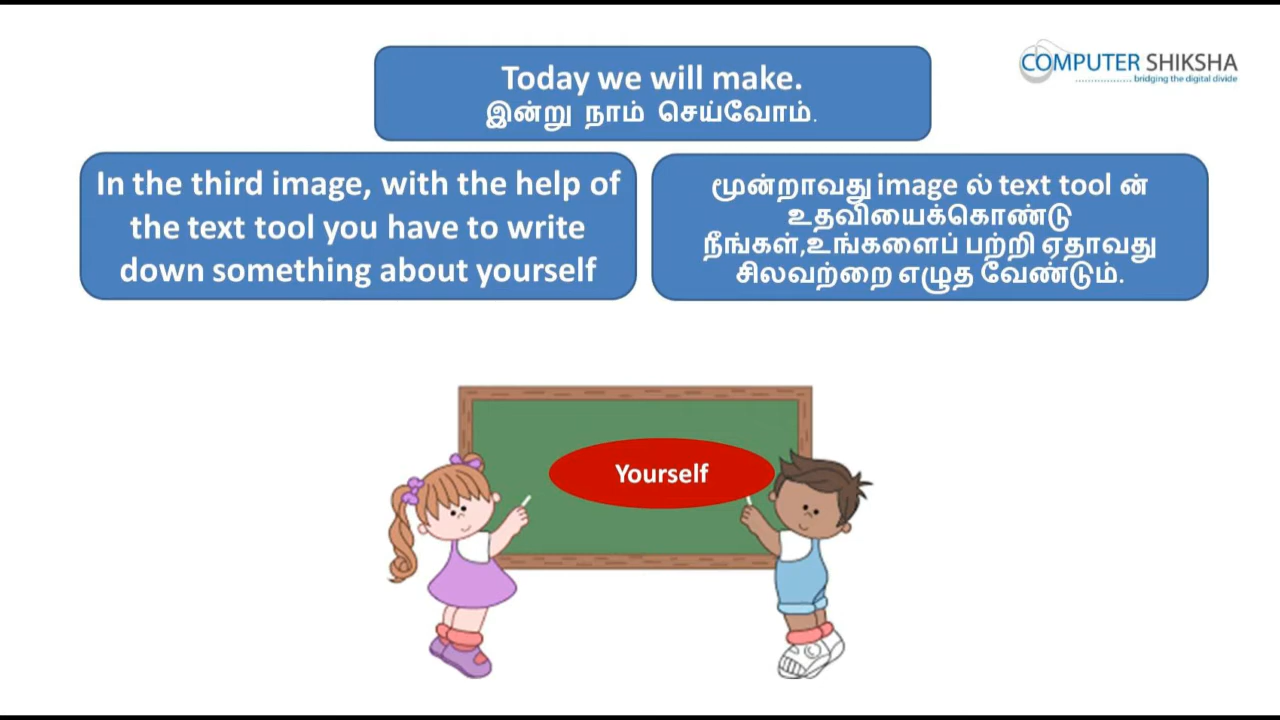 COMPUTER SHIKSHA
bridging the digital divide
Today we will make.
இன்று நாம் செய்வோம்.
In the third image, with the help of
the text tool you have to write
down something about yourself
மூன்றாவது image ல் text tool ன்
உதவியைக்கொண்டு
நீங்கள்,உங்களைப் பற்றி ஏதாவது
சிலவற்றை எழுத வேண்டும்.
Yourself